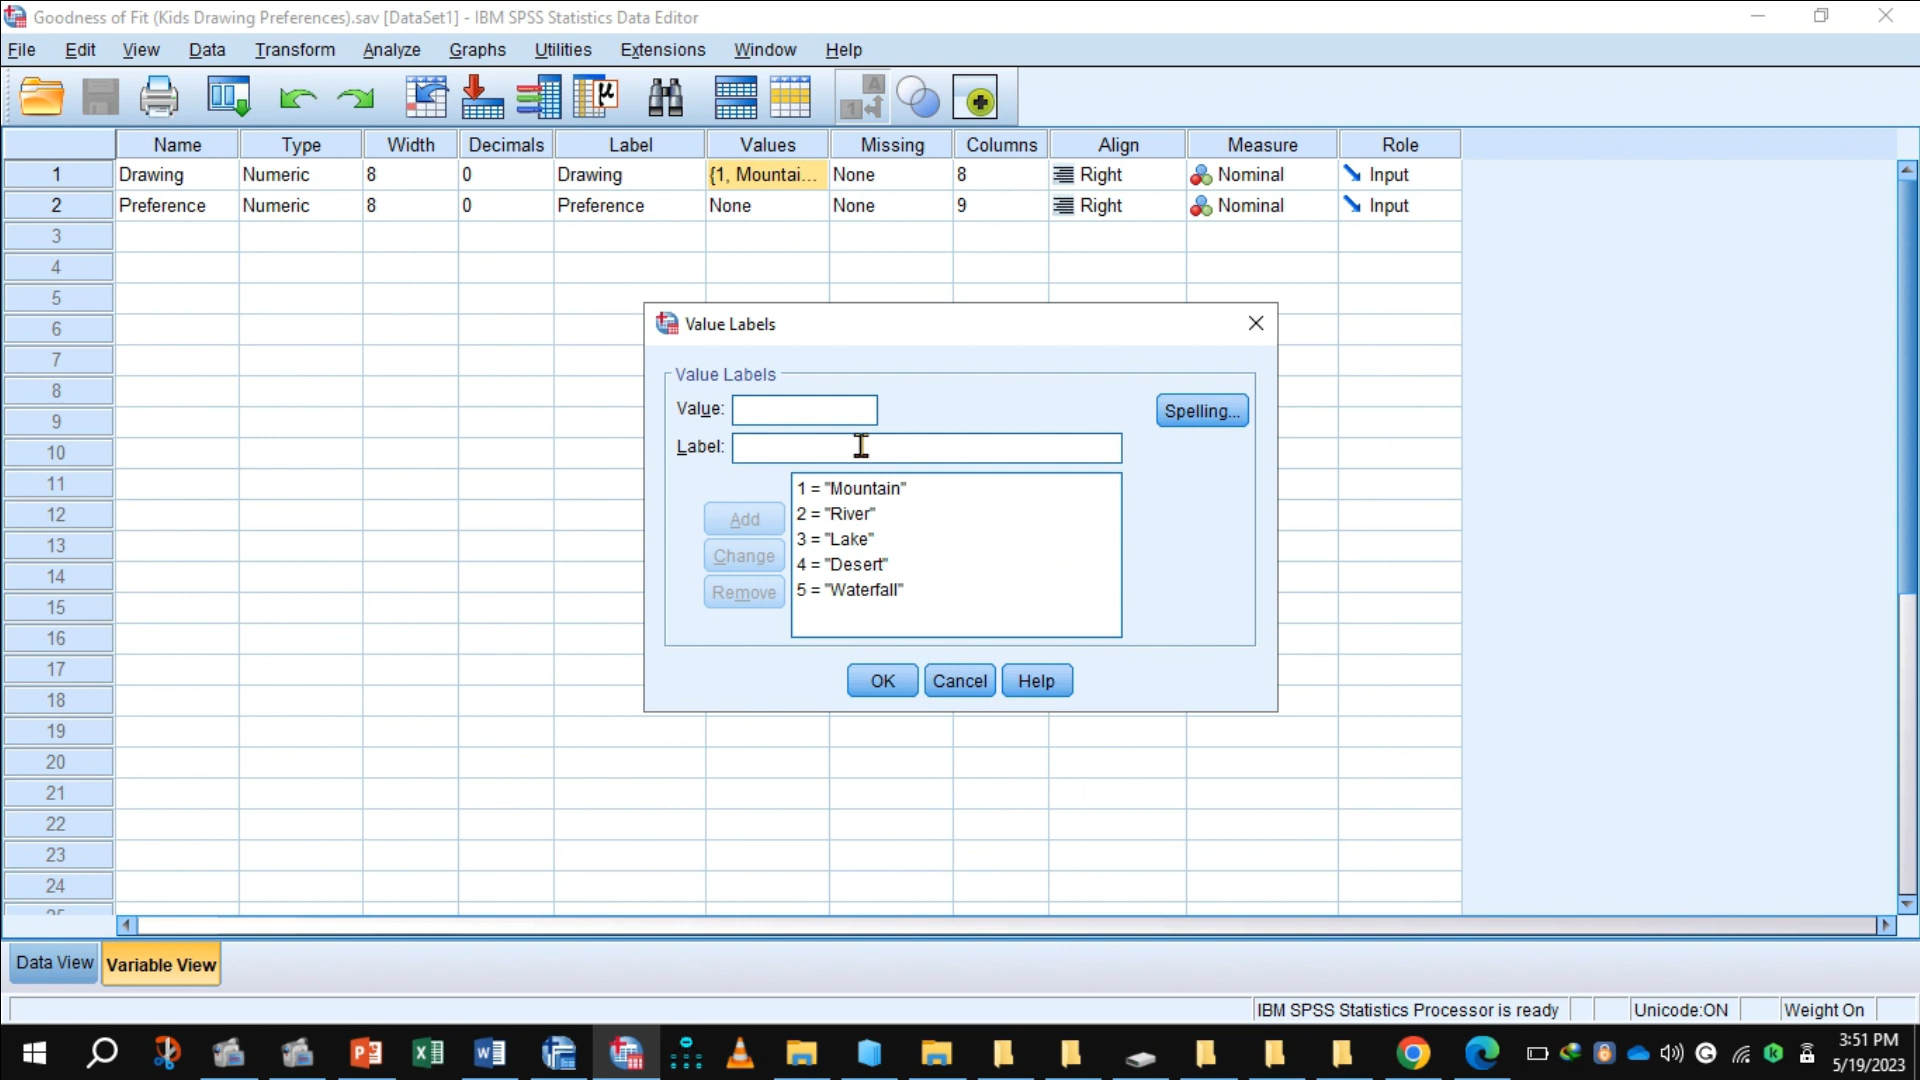 Goodness of Fit (Kids Drawing Preferences).sav [DataSet1] - IBM SPSS Statistics Data Editor
File Edit View Data Transform Analyze Graphs Utilities Extensions Window Help
Name Type Width Decimals Label Values Missing Columns Align Measure Role
1 Drawing Numeric 8 0 Drawing {1, Mountai... None 8 Right Nominal Input
2 Preference Numeric 8 0 Preference None None 9 Right Nominal Input
3
4
5
6
7
8
9
10
11
12
13
14
15
16
17
18
19
20
21
22
23
24
Value Labels
Value Labels
Value:
Spelling...
Label:
1 = "Mountain"
2 = "River"
3 = "Lake"
4 = "Desert"
5 = "Waterfall"
Add
Change
Remove
OK Cancel Help
Data View Variable View
IBM SPSS Statistics Processor is ready Unicode:ON Weight On
3:51 PM
5/19/2023